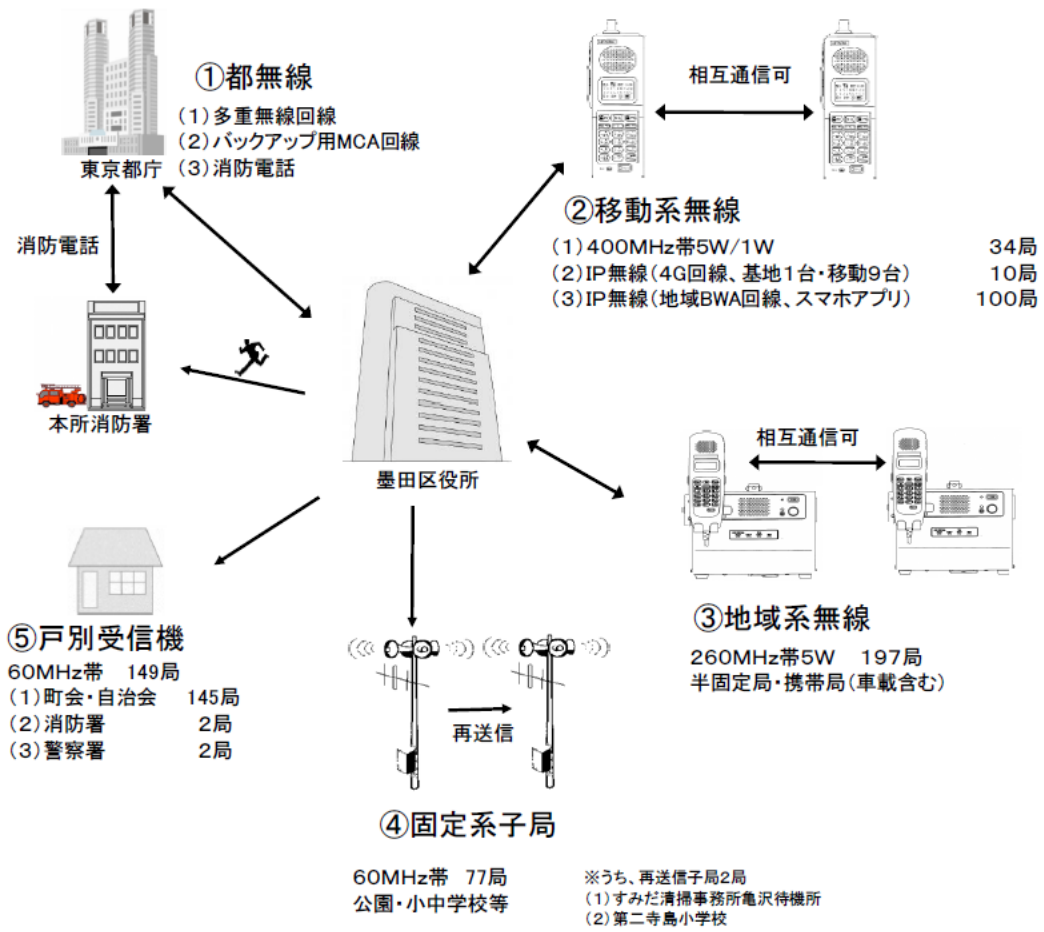 ①都無線
(1)多重無線回線
(2)バックアップ用MCA回線
(3)消防電話
東京都庁
消防電話
本所消防署
相互通信可
②移動系無線
(1)400MHz帯5W/1W 34局
(2)IP無線(4G回線、基地1台・移動9台) 10局
(3)IP無線(地域BWA回線、スマホアプリ) 100局
墨田区役所
相互通信可
③地域系無線
260MHz帯5W 197局
半固定局・携帯局(車載含む)
⑤戸別受信機
60MHz帯 149局
(1)町会・自治会 145局
(2)消防署 2局
(3)警察署 2局
再送信
④固定系子局
60MHz帯 77局
公園・小中学校等
※うち、再送信子局2局
(1)すみだ清掃事務所亀沢待機所
(2)第二寺島小学校